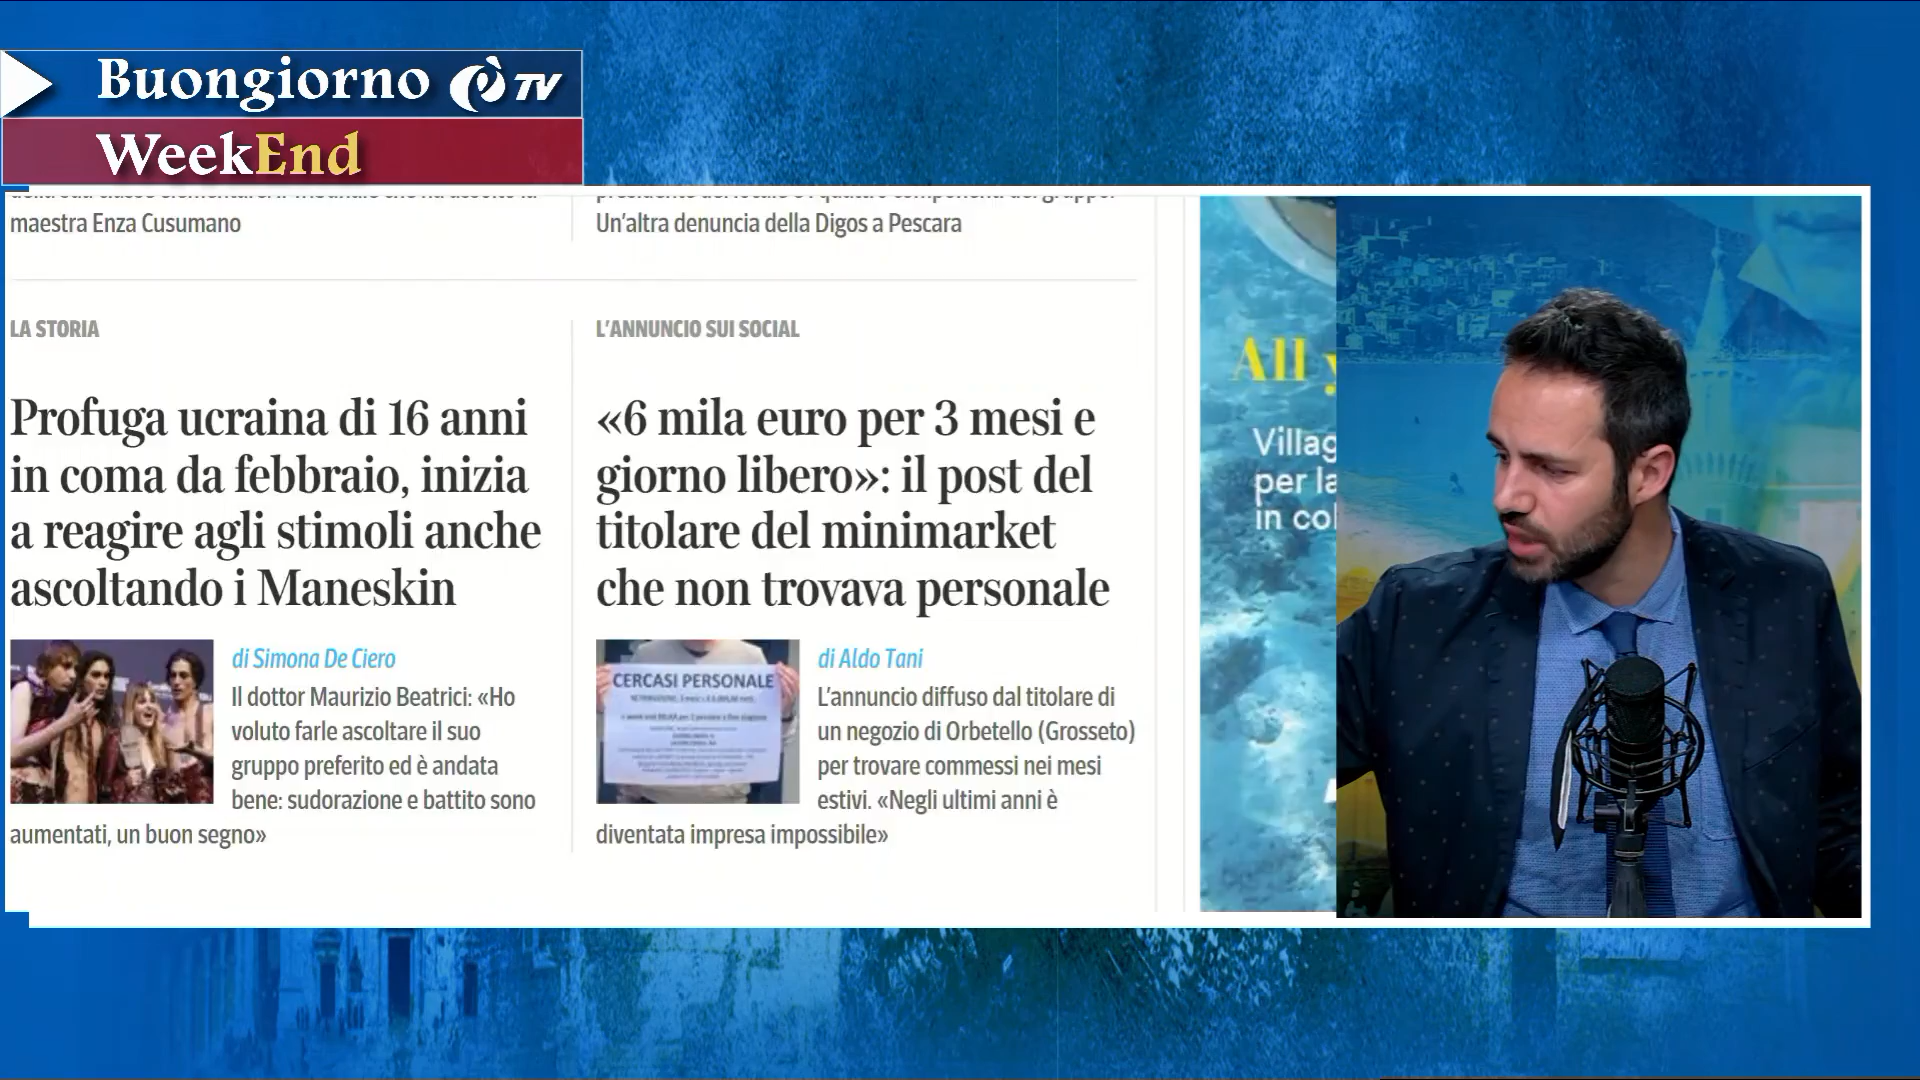 Buongiorno è TV
WeekEnd
maestra Enza Cusumano
Un'altra denuncia della Digos a Pescara
LA STORIA
Profuga ucraina di 16 anni
in coma da febbraio, inizia
a reagire agli stimoli anche
ascoltando i Maneskin
di Simona De Ciero
Il dottor Maurizio Beatrici: «Ho
voluto farle ascoltare il suo
gruppo preferito ed è andata
bene: sudorazione e battito sono
aumentati, un buon segno»
L'ANNUNCIO SUI SOCIAL
«6 mila euro per 3 mesi e
giorno libero»: il post del
titolare del minimarket
che non trovava personale
CERCASI PERSONALE
di Aldo Tani
L'annuncio diffuso dal titolare di
un negozio di Orbetello (Grosseto)
per trovare commessi nei mesi
estivi. «Negli ultimi anni è
diventata impresa impossibile»
All
per la
in